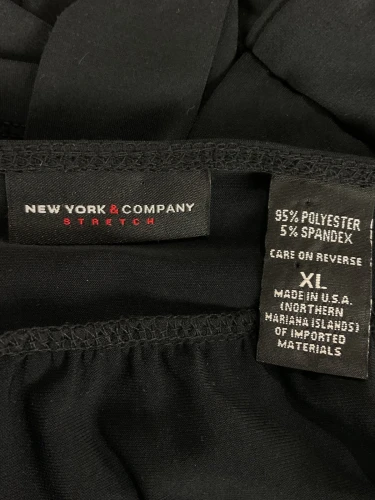 NEW YORK & COMPANY
STRETCH
95% POLYESTER
5% SPANDEX
CARE ON REVERSE
XL
MADE IN U.S.A.
(NORTHERN
MARIANA ISLANDS)
OF IMPORTED
MATERIALS